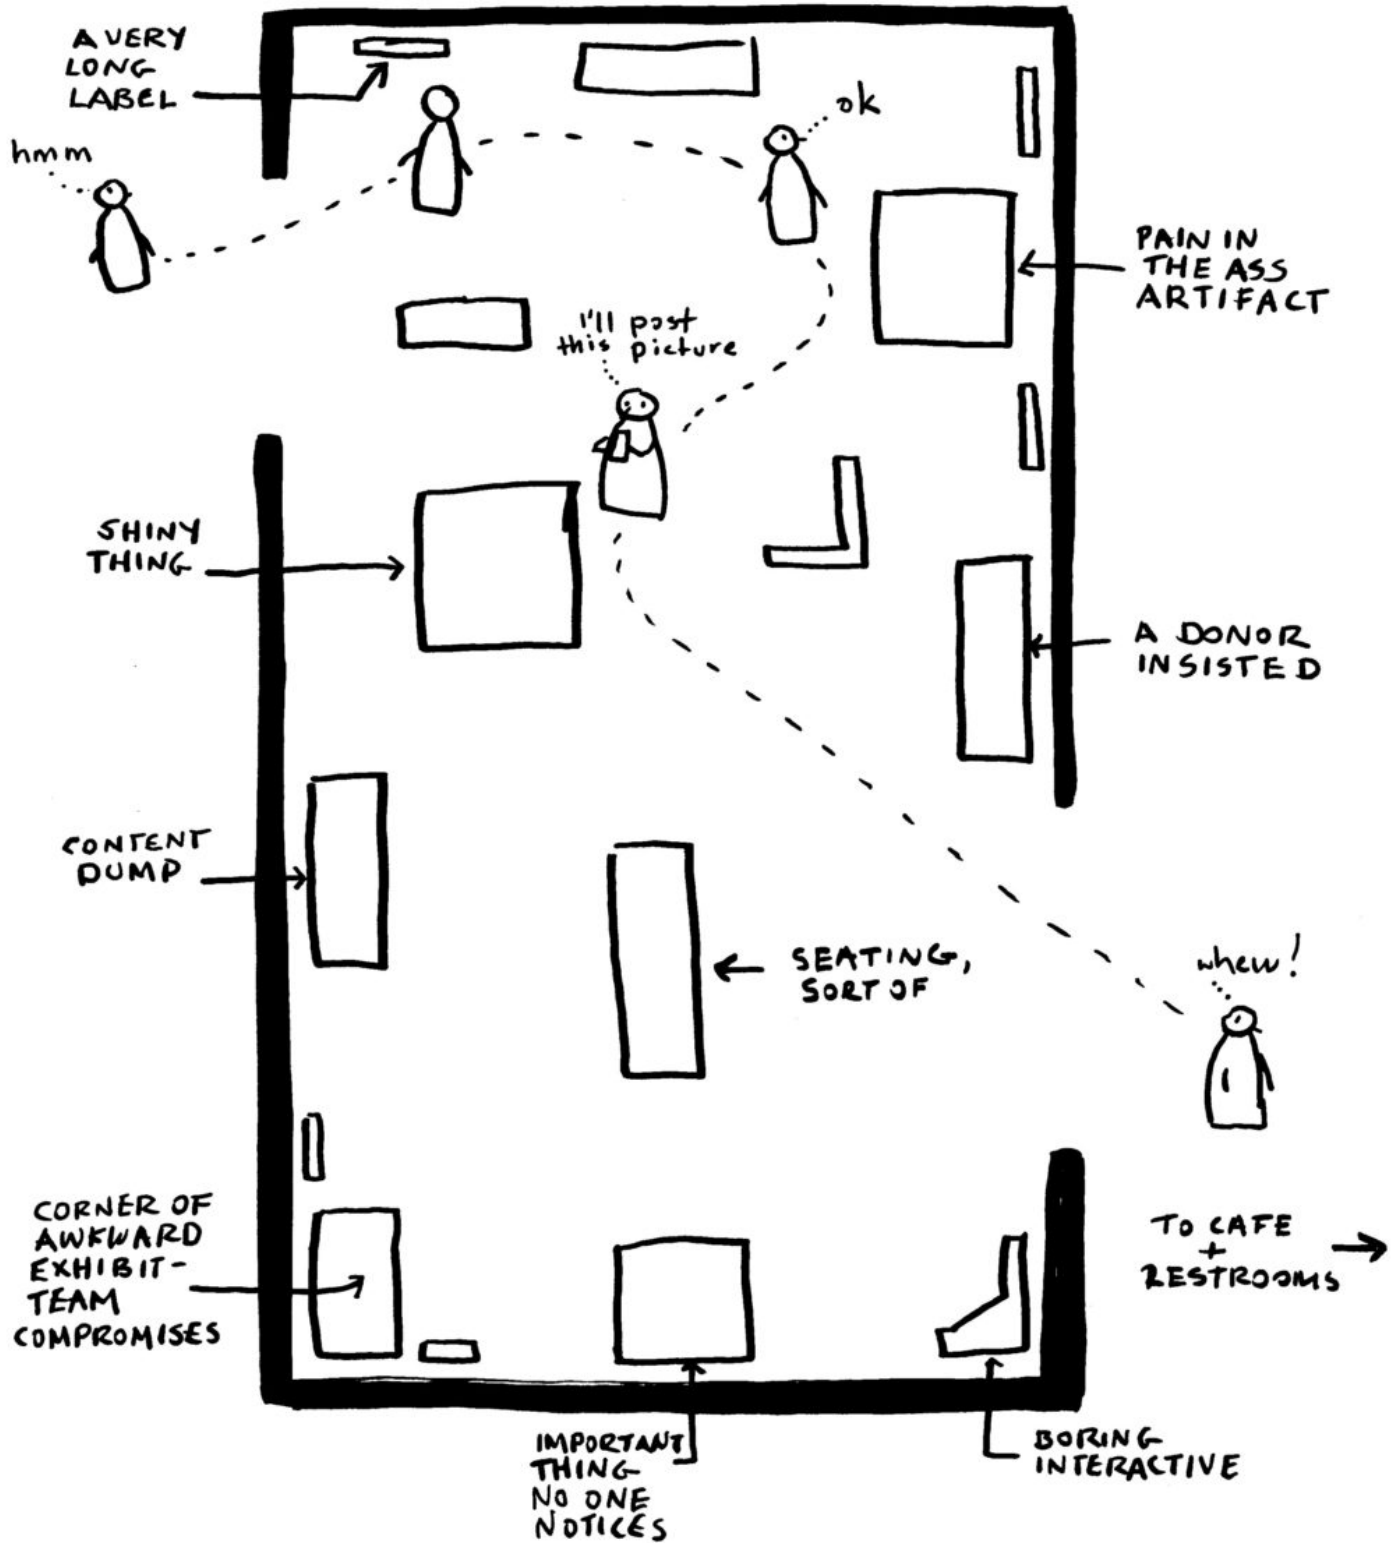 A VERY
LONG
LABEL
hmm
ok
PAIN IN
THE ASS
ARTIFACT
I'll post
this picture
SHINY
THING
A DONOR
INSISTED
CONTENT
DUMP
SEATING,
SORT OF
whew!
CORNER OF
AWKWARD
EXHIBIT-
TEAM
COMPROMISES
TO CAFE
+
RESTROOMS
IMPORTANT
THING
NO ONE
NOTICES
BORING
INTERACTIVE